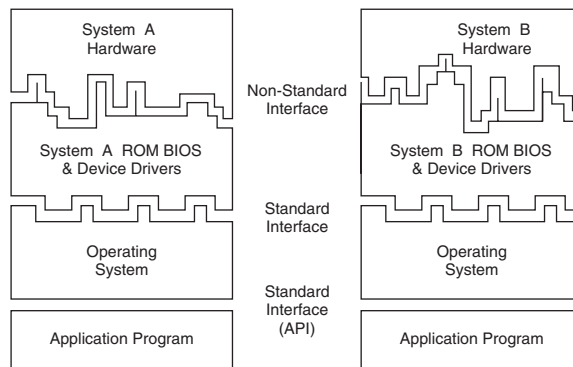 System A
Hardware
System A ROM BIOS
& Device Drivers
Operating
System
Application Program
Non-Standard
Interface
Standard
Interface
Standard
Interface
(API)
System B
Hardware
System B ROM BIOS
& Device Drivers
Operating
System
Application Program